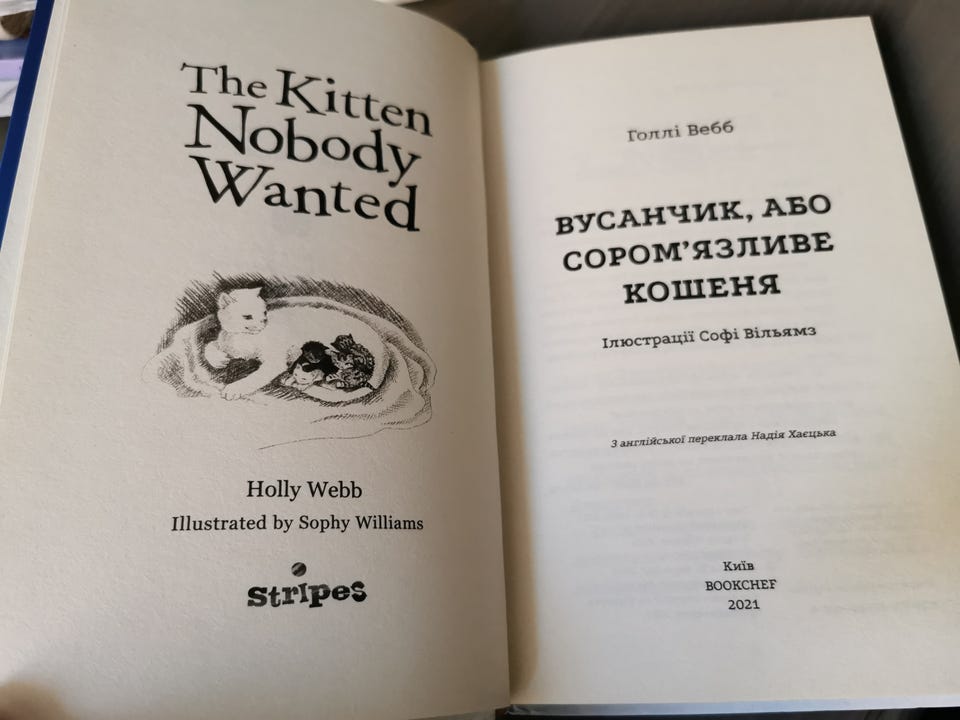 The Kitten
Nobody
Wanted
Holly Webb
Illustrated by Sophy Williams
stripes
Голлі Вебб
ВУСАНЧИК, АБО
СОРОМ’ЯЗЛИВЕ
КОШЕНЯ
Ілюстрації Софі Вільямз
З англійської переклала Надія Хаєцька
Київ
BOOKCHEF
2021